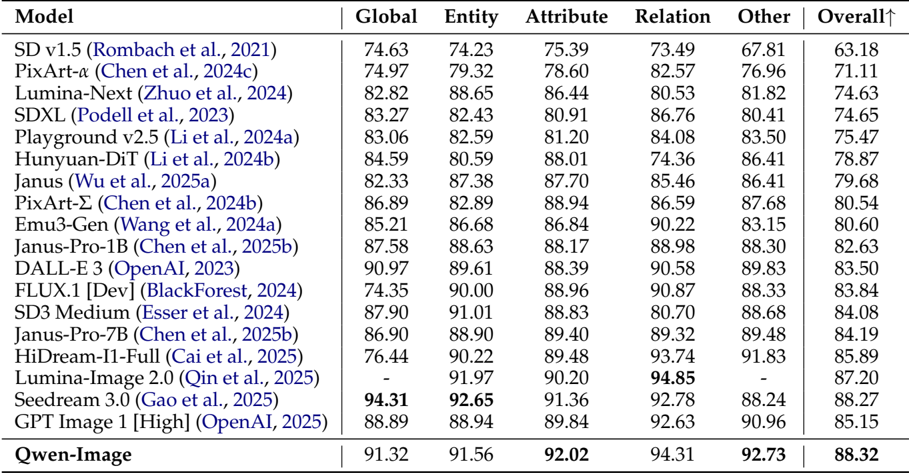 Model Global Entity Attribute Relation Other Overall↑
SD v1.5 (Rombach et al., 2021) 74.63 74.23 75.39 73.49 67.81 63.18
PixArt-α (Chen et al., 2024c) 74.97 79.32 78.60 82.57 76.96 71.11
Lumina-Next (Zhuo et al., 2024) 82.82 88.65 86.44 80.53 81.82 74.63
SDXL (Podell et al., 2023) 83.27 82.43 80.91 86.76 80.41 74.65
Playground v2.5 (Li et al., 2024a) 83.06 82.59 81.20 84.08 83.50 75.47
Hunyuan-DiT (Li et al., 2024b) 84.59 80.59 88.01 74.36 86.41 78.87
Janus (Wu et al., 2025a) 82.33 87.38 87.70 85.46 86.41 79.68
PixArt-Σ (Chen et al., 2024b) 86.89 82.89 88.94 86.59 87.68 80.54
Emu3-Gen (Wang et al., 2024a) 85.21 86.68 86.84 90.22 83.15 80.60
Janus-Pro-1B (Chen et al., 2025b) 87.58 88.63 88.17 88.98 88.30 82.63
DALL-E 3 (OpenAI, 2023) 90.97 89.61 88.39 90.58 89.83 83.50
FLUX.1 [Dev] (BlackForest, 2024) 74.35 90.00 88.96 90.87 88.33 83.84
SD3 Medium (Esser et al., 2024) 87.90 91.01 88.83 80.70 88.68 84.08
Janus-Pro-7B (Chen et al., 2025b) 86.90 88.90 89.40 89.32 89.48 84.19
HiDream-I1-Full (Cai et al., 2025) 76.44 90.22 89.48 93.74 91.83 85.89
Lumina-Image 2.0 (Qin et al., 2025) - 91.97 90.20 94.85 - 87.20
Seedream 3.0 (Gao et al., 2025) 94.31 92.65 91.36 92.78 88.24 88.27
GPT Image 1 [High] (OpenAI, 2025) 88.89 88.94 89.84 92.63 90.96 85.15
Qwen-Image 91.32 91.56 92.02 94.31 92.73 88.32